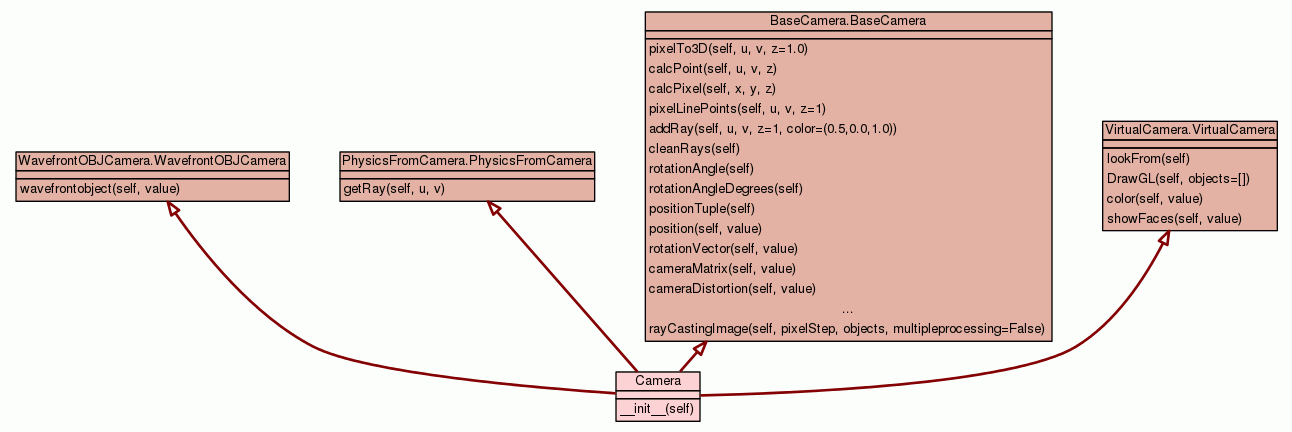 WavefrontOBJCamera.WavefrontOBJCamera
wavefrontobject(self, value)
PhysicsFromCamera.PhysicsFromCamera
getRay(self, u, v)
BaseCamera.BaseCamera
pixelTo3D(self, u, v, z=1.0)
calcPoint(self, u, v, z)
calcPixel(self, x, y, z)
pixelLinePoints(self, u, v, z=1)
addRay(self, u, v, z=1, color=(0.5,0.0,1.0))
cleanRays(self)
rotationAngle(self)
rotationAngleDegrees(self)
positionTuple(self)
position(self, value)
rotationVector(self, value)
cameraMatrix(self, value)
cameraDistortion(self, value)
...
rayCastingImage(self, pixelStep, objects, multipleprocessing=False)
VirtualCamera.VirtualCamera
lookFrom(self)
DrawGL(self, objects=[])
color(self, value)
showFaces(self, value)
Camera
__init__(self)